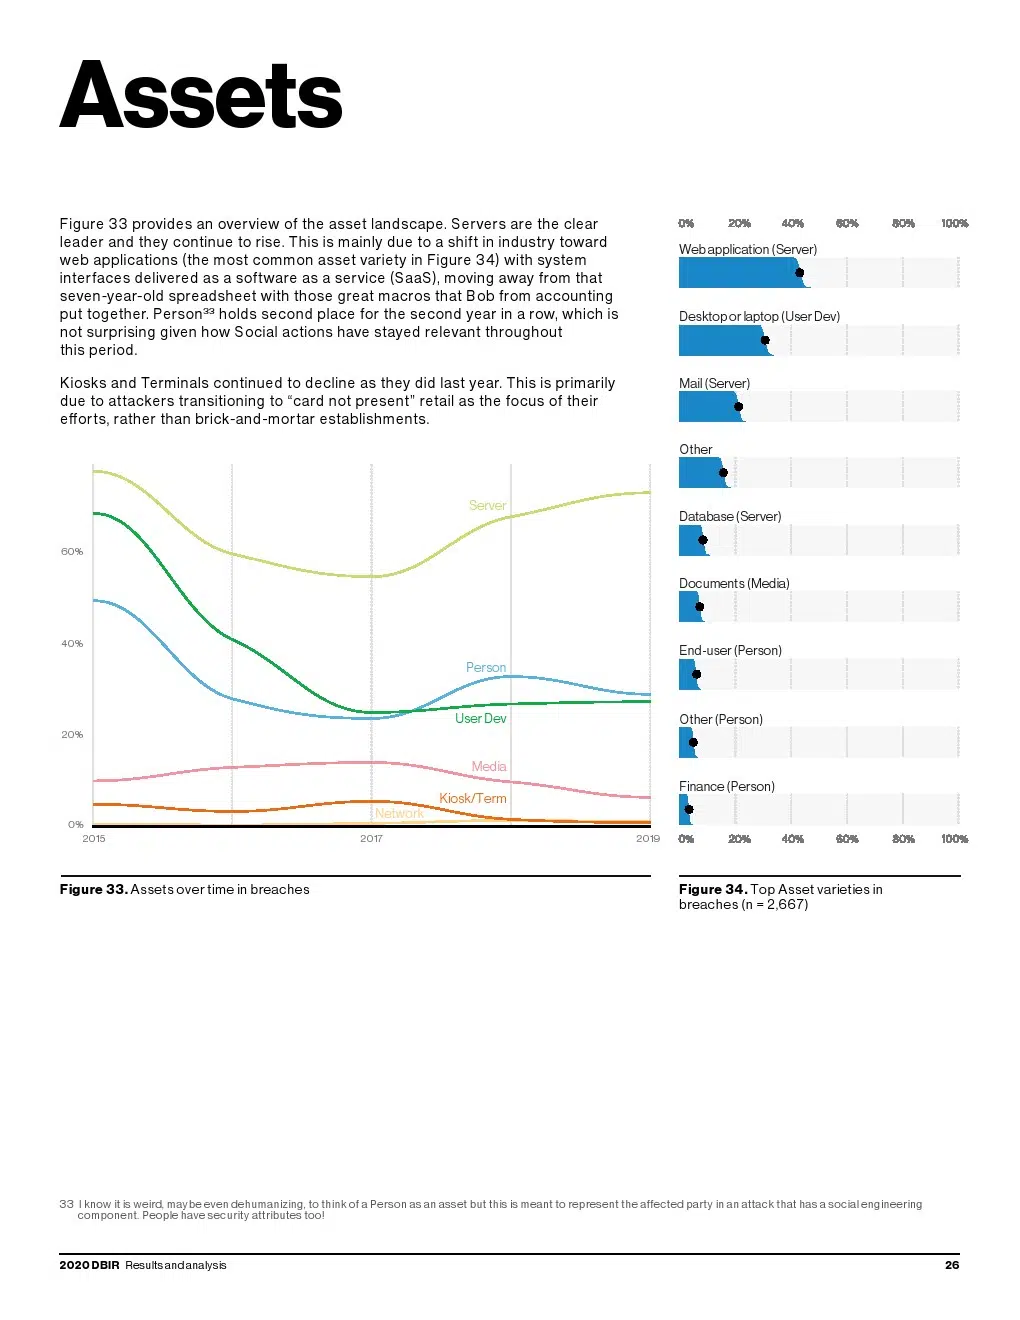 Assets
Figure 33 provides an overview of the asset landscape. Servers are the clear
leader and they continue to rise. This is mainly due to a shift in industry toward
web applications (the most common asset variety in Figure 34) with system
interfaces delivered as a software as a service (SaaS), moving away from that
seven-year-old spreadsheet with those great macros that Bob from accounting
put together. Person³³ holds second place for the second year in a row, which is
not surprising given how Social actions have stayed relevant throughout
this period.
Kiosks and Terminals continued to decline as they did last year. This is primarily
due to attackers transitioning to “card not present” retail as the focus of their
efforts, rather than brick-and-mortar establishments.
Server
60%
40%
Person
User Dev
20%
Media
Kiosk/Term
Network
0%
2015 2017 2019
Figure 33. Assets over time in breaches
0% 20% 40% 60% 80% 100%
Web application (Server)
Desktop or laptop (User Dev)
Mail (Server)
Other
Database (Server)
Documents (Media)
End-user (Person)
Other (Person)
Finance (Person)
0% 20% 40% 60% 80% 100%
Figure 34. Top Asset varieties in
breaches (n = 2,667)
33 I know it is weird, maybe even dehumanizing, to think of a Person as an asset but this is meant to represent the affected party in an attack that has a social engineering
component. People have security attributes too!
2020 DBIR Results and analysis 26